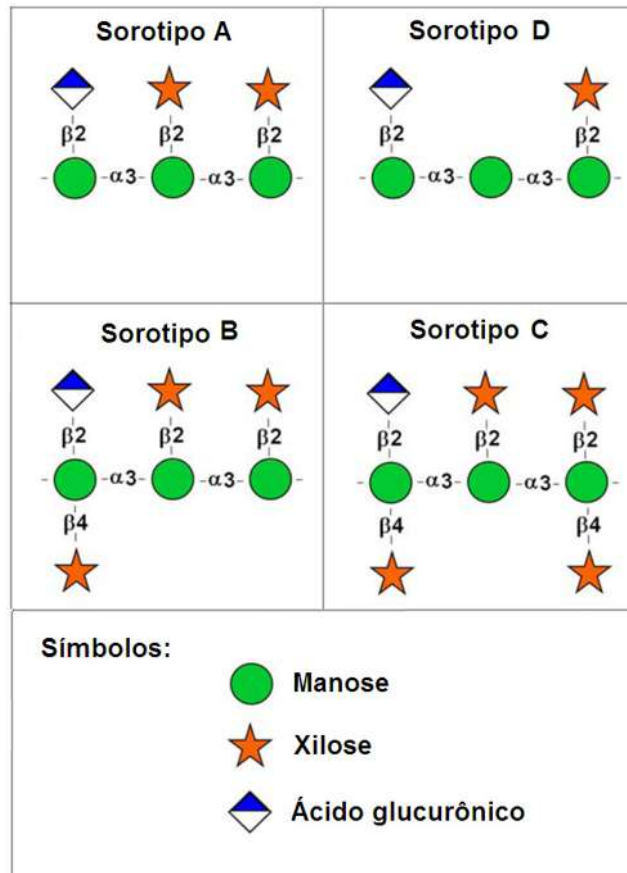 Sorotipo A
β2 β2 β2
α3 α3
Sorotipo D
β2 β2
α3 α3
Sorotipo B
β2 β2 β2
α3 α3
β4
Sorotipo C
β2 β2 β2
α3 α3
β4 β4
Símbolos:
Manose
Xilose
Ácido glucurônico